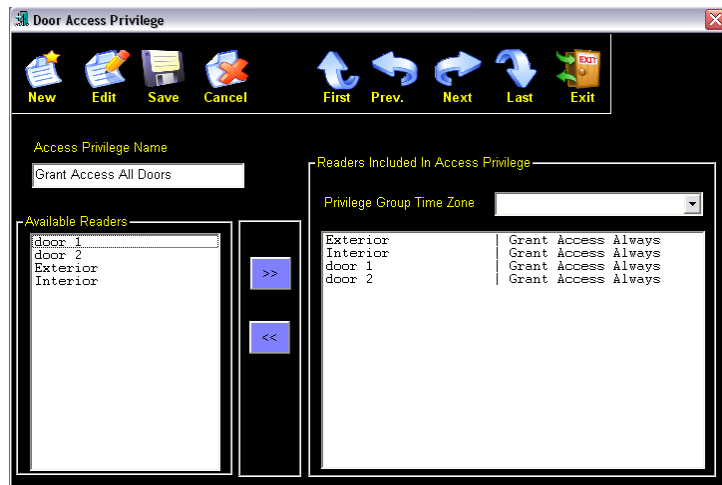 Door Access Privilege
EXIT
New Edit Save Cancel First Prev. Next Last Exit
Access Privilege Name
Grant Access All Doors
Readers Included In Access Privilege
Privilege Group Time Zone
Available Readers
door 1
door 2
Exterior
Interior
>>
<<
Exterior | Grant Access Always
Interior | Grant Access Always
door 1 | Grant Access Always
door 2 | Grant Access Always